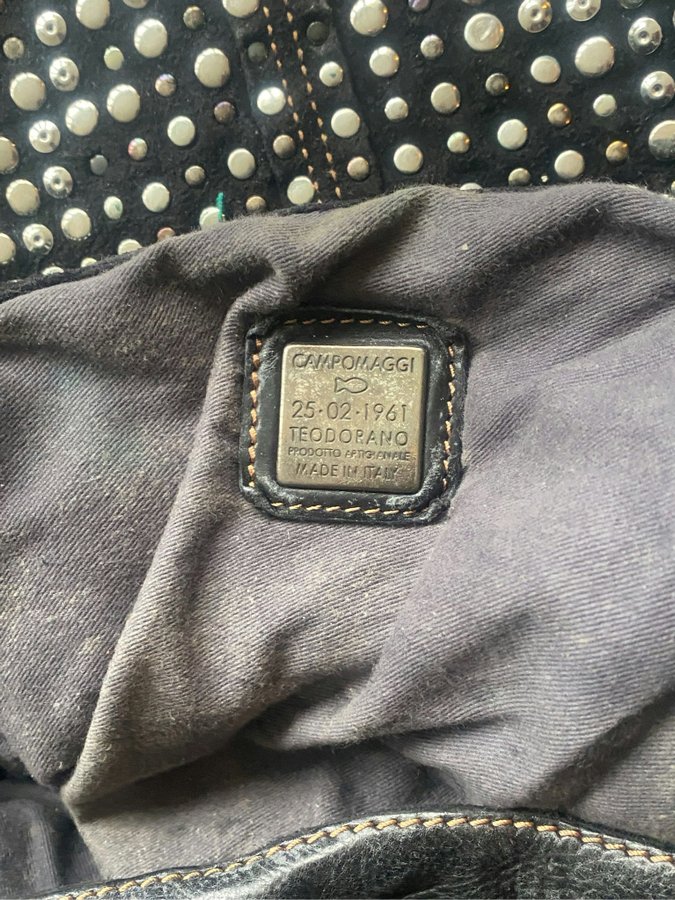 CAMPOMAGGI
25·02·1961
TEODORANO
PRODOTTO ARTIGIANALE
MADE IN ITALY